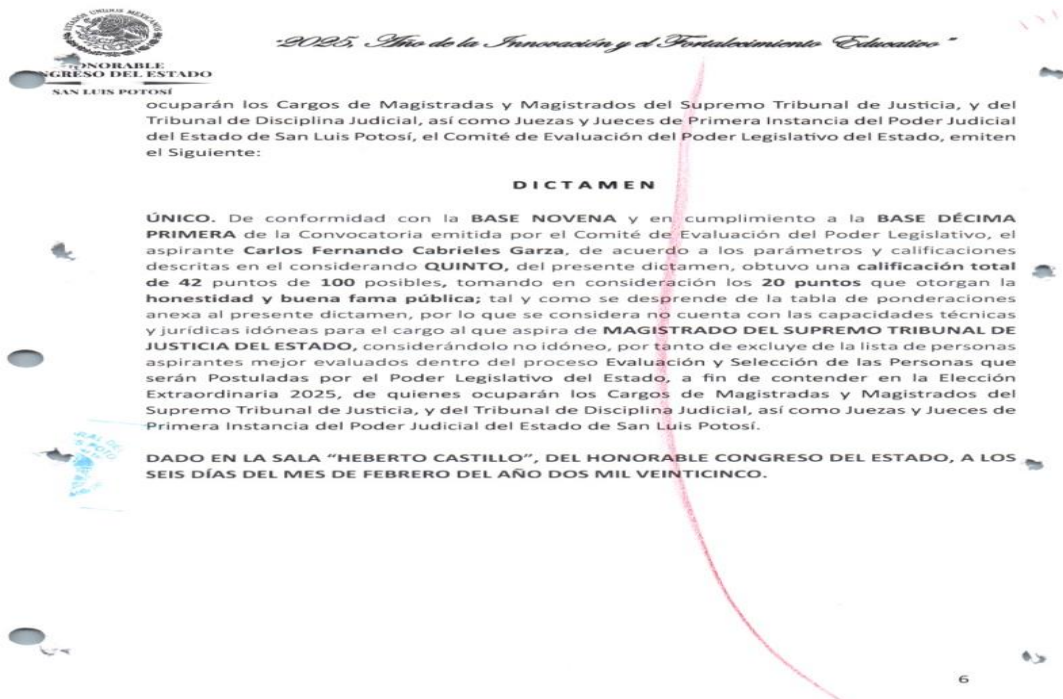 "2025, Año de la Innovación y el Fortalecimiento Educativo"
ONORABLE
NGRESO DEL ESTADO
SAN LUIS POTOSÍ
ocuparán los Cargos de Magistradas y Magistrados del Supremo Tribunal de Justicia, y del
Tribunal de Disciplina Judicial, así como Juezas y Jueces de Primera Instancia del Poder Judicial
del Estado de San Luis Potosí, el Comité de Evaluación del Poder Legislativo del Estado, emiten
el Siguiente:
DICTAMEN
ÚNICO. De conformidad con la BASE NOVENA y en cumplimiento a la BASE DÉCIMA
PRIMERA de la Convocatoria emitida por el Comité de Evaluación del Poder Legislativo, el
aspirante Carlos Fernando Cabrieles Garza, de acuerdo a los parámetros y calificaciones
descritas en el considerando QUINTO, del presente dictamen, obtuvo una calificación total
de 42 puntos de 100 posibles, tomando en consideración los 20 puntos que otorgan la
honestidad y buena fama pública; tal y como se desprende de la tabla de ponderaciones
anexa al presente dictamen, por lo que se considera no cuenta con las capacidades técnicas
y jurídicas idóneas para el cargo al que aspira de MAGISTRADO DEL SUPREMO TRIBUNAL DE
JUSTICIA DEL ESTADO, considerándolo no idóneo, por tanto de excluye de la lista de personas
aspirantes mejor evaluados dentro del proceso Evaluación y Selección de las Personas que
serán Postuladas por el Poder Legislativo del Estado, a fin de contender en la Elección
Extraordinaria 2025, de quienes ocuparán los Cargos de Magistradas y Magistrados del
Supremo Tribunal de Justicia, y del Tribunal de Disciplina Judicial, así como Juezas y Jueces de
Primera Instancia del Poder Judicial del Estado de San Luis Potosí.
DADO EN LA SALA "HEBERTO CASTILLO", DEL HONORABLE CONGRESO DEL ESTADO, A LOS
SEIS DÍAS DEL MES DE FEBRERO DEL AÑO DOS MIL VEINTICINCO.
6